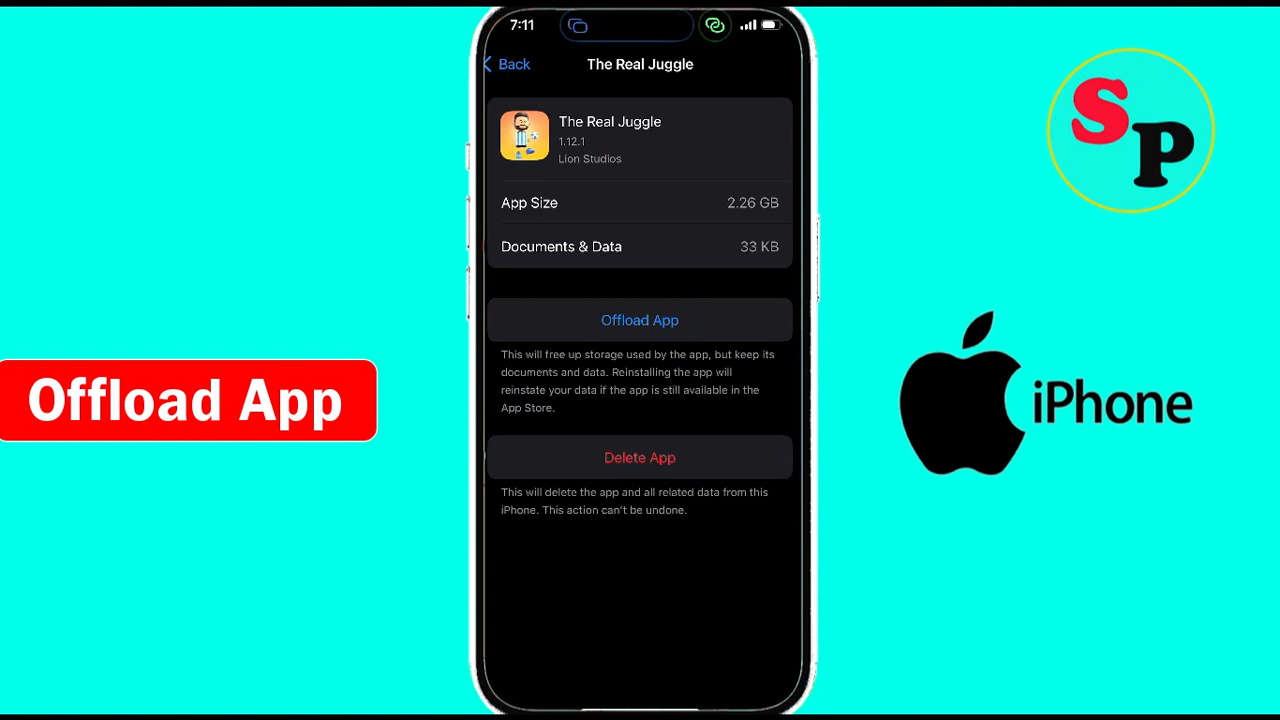 7:11
Back
The Real Juggle
The Real Juggle
1.12.1
Lion Studios
App Size 2.26 GB
Documents & Data 33 KB
Offload App
This will free up storage used by the app, but keep its
documents and data. Reinstalling the app will
reinstate your data if the app is still available in the
App Store.
Delete App
This will delete the app and all related data from this
iPhone. This action can't be undone.
Offload App
SP
iPhone